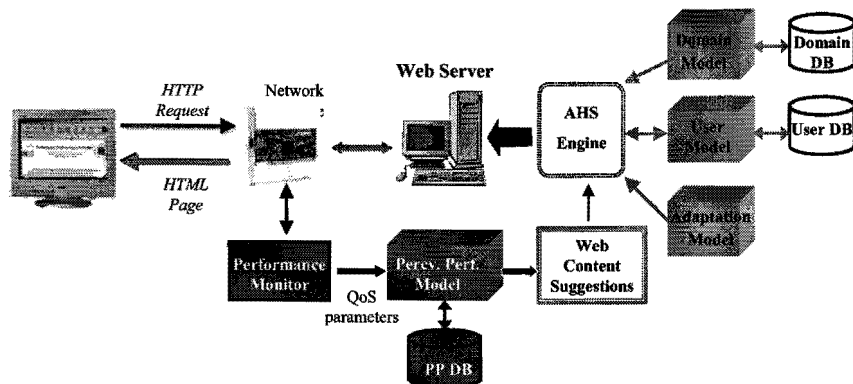 HTTP
Request
HTML
Page
Network
Web Server
AHS
Engine
Domain
Model
Domain
DB
User
Model
User DB
Adaptation
Model
Performance
Monitor
QoS
parameters
Percv. Perf.
Model
PP DB
Web
Content
Suggestions